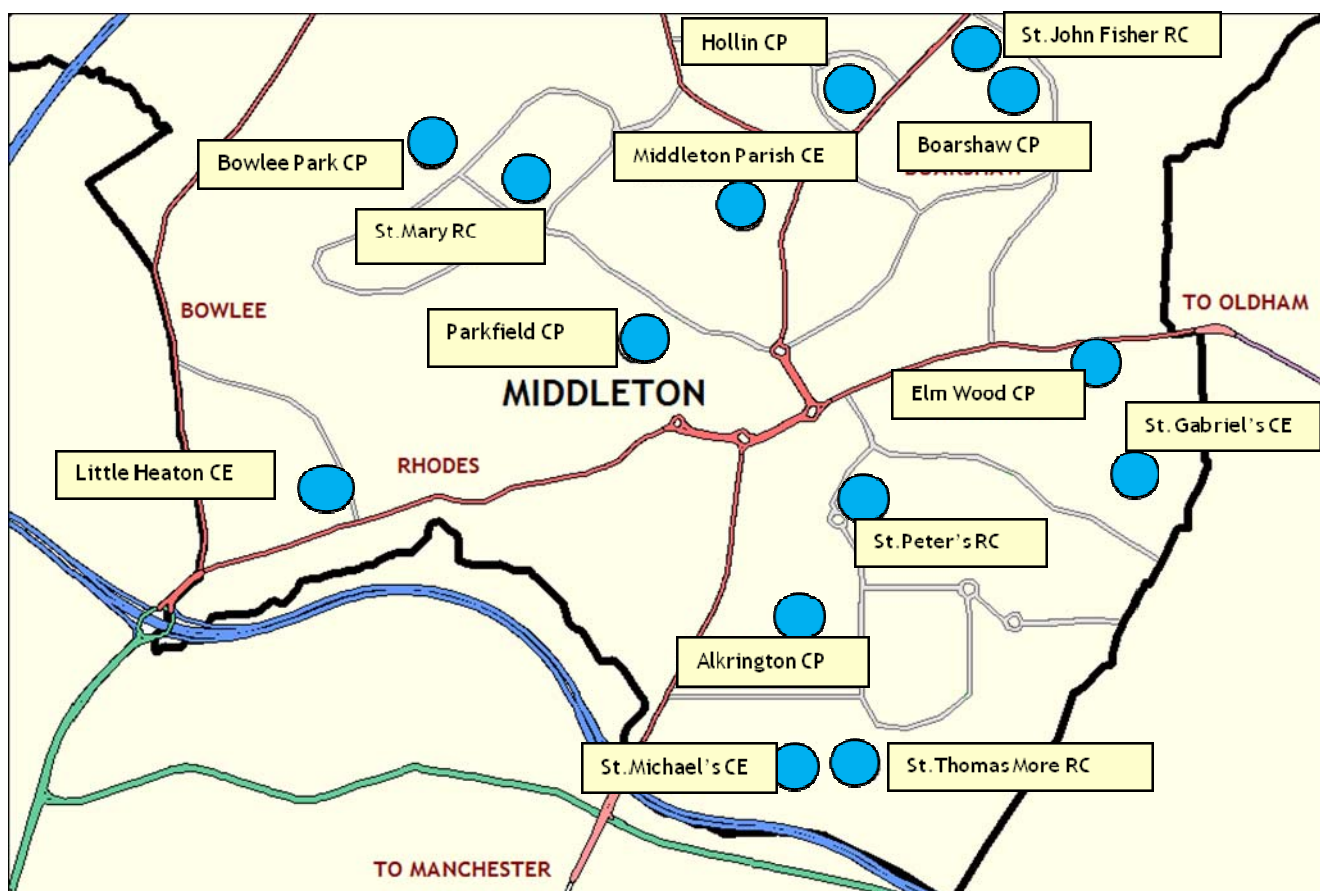 Hollin CP
St.John Fisher RC
Bowlee Park CP
Middleton Parish CE
Boarshaw CP
BOARSHAW
St.Mary RC
BOWLEE
TO OLDHAM
Parkfield CP
MIDDLETON
Elm Wood CP
St.Gabriel's CE
Little Heaton CE
RHODES
St.Peter's RC
Alkrington CP
St.Michael's CE
St.Thomas More RC
TO MANCHESTER